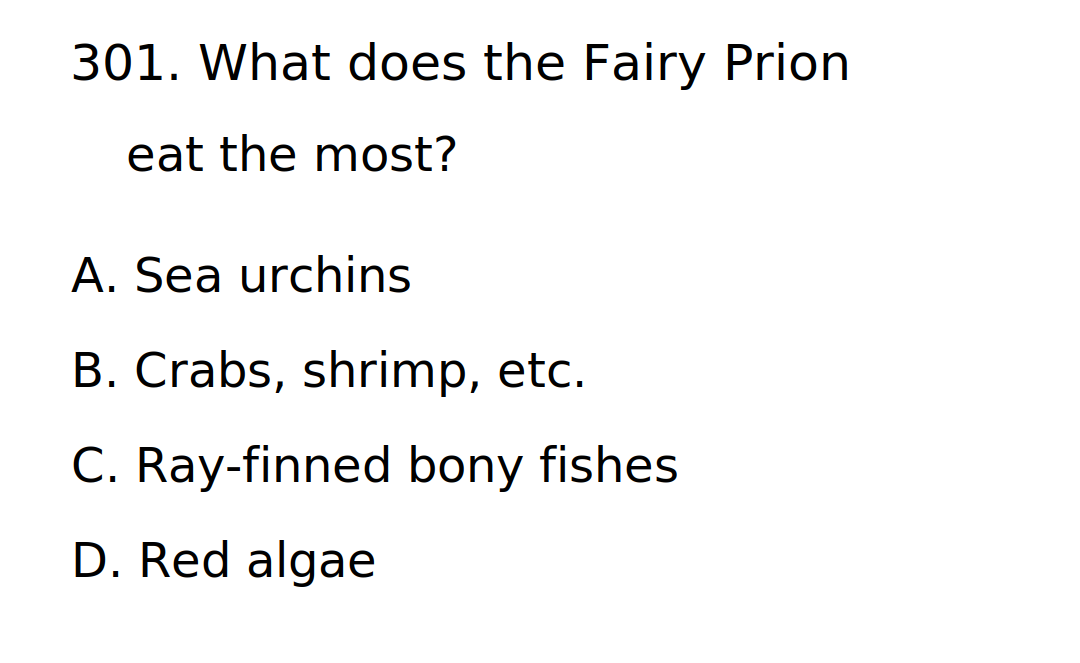 301. What does the Fairy Prion
eat the most?
A. Sea urchins
B. Crabs, shrimp, etc.
C. Ray-finned bony fishes
D. Red algae